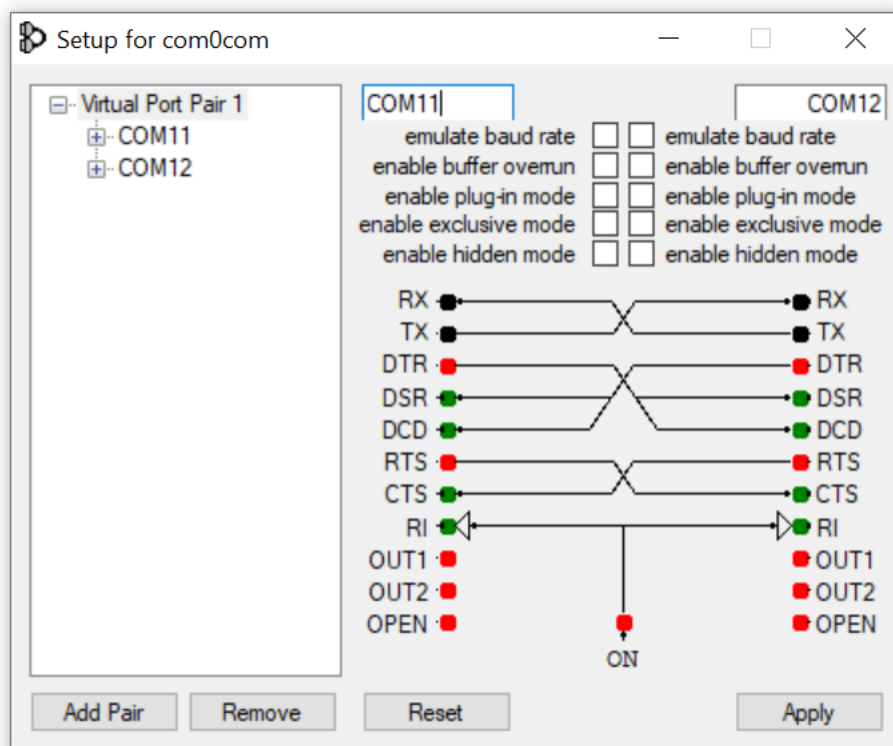 Setup for com0com
Virtual Port Pair 1
COM11
COM12
COM11 COM12
emulate baud rate emulate baud rate
enable buffer overrun enable buffer overrun
enable plug-in mode enable plug-in mode
enable exclusive mode enable exclusive mode
enable hidden mode enable hidden mode
RX RX
TX TX
DTR DTR
DSR DSR
DCD DCD
RTS RTS
CTS CTS
RI RI
OUT1 OUT1
OUT2 OUT2
OPEN OPEN
ON
Add Pair Remove Reset Apply